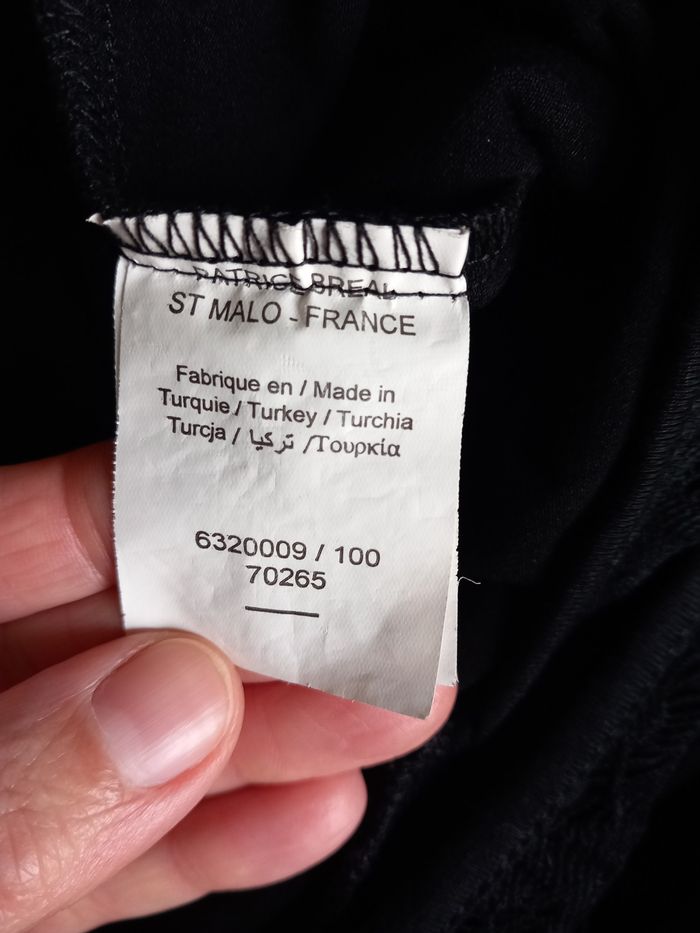 PATRICE BREAL
ST MALO - FRANCE
Fabrique en / Made in
Turquie / Turkey / Turchia
Turcja / تركيا /Τουρκία
6320009 / 100
70265